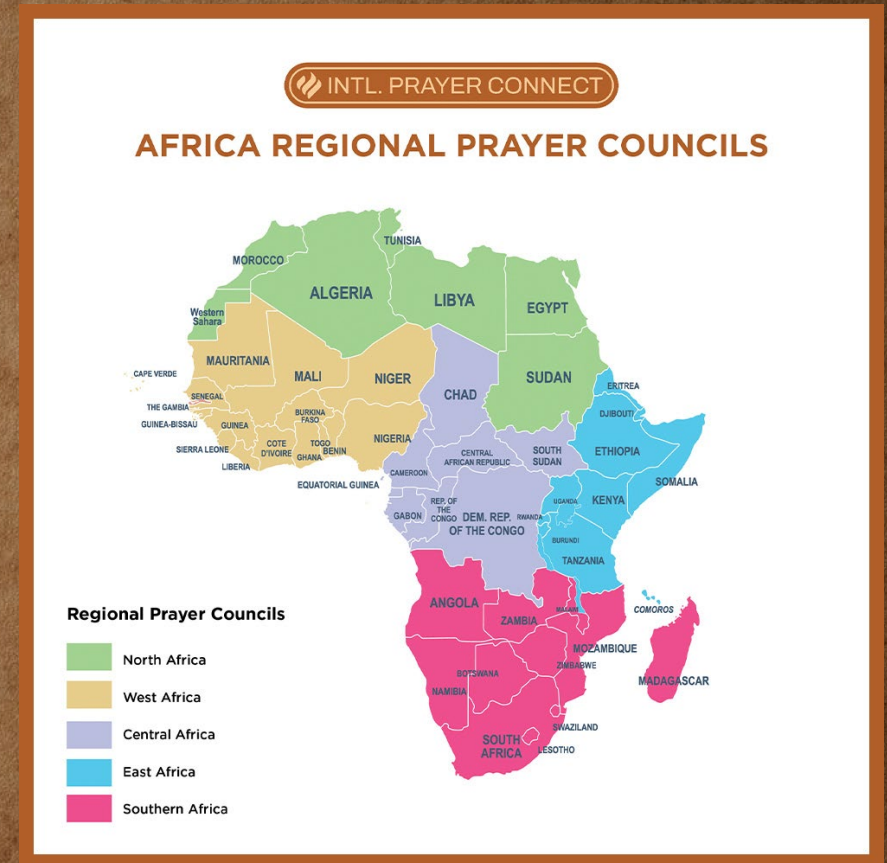 INTL. PRAYER CONNECT
AFRICA REGIONAL PRAYER COUNCILS
TUNISIA
MOROCCO
ALGERIA
LIBYA
EGYPT
Western
Sahara
MAURITANIA
MALI
NIGER
CHAD
SUDAN
ERITREA
CAPE VERDE
SENEGAL
THE GAMBIA
GUINEA-BISSAU
GUINEA
BURKINA
FASO
DJIBOUTI
SIERRA LEONE
COTE
D'IVOIRE
TOGO
GHANA
BENIN
NIGERIA
LIBERIA
CENTRAL
AFRICAN REPUBLIC
SOUTH
SUDAN
ETHIOPIA
CAMEROON
EQUATORIAL GUINEA
SOMALIA
GABON
REP. OF
THE
CONGO
DEM. REP.
OF THE CONGO
UGANDA
KENYA
RWANDA
BURUNDI
TANZANIA
ANGOLA
ZAMBIA
MALAWI
COMOROS
MOZAMBIQUE
ZIMBABWE
BOTSWANA
NAMIBIA
MADAGASCAR
SWAZILAND
SOUTH
AFRICA
LESOTHO
Regional Prayer Councils
North Africa
West Africa
Central Africa
East Africa
Southern Africa